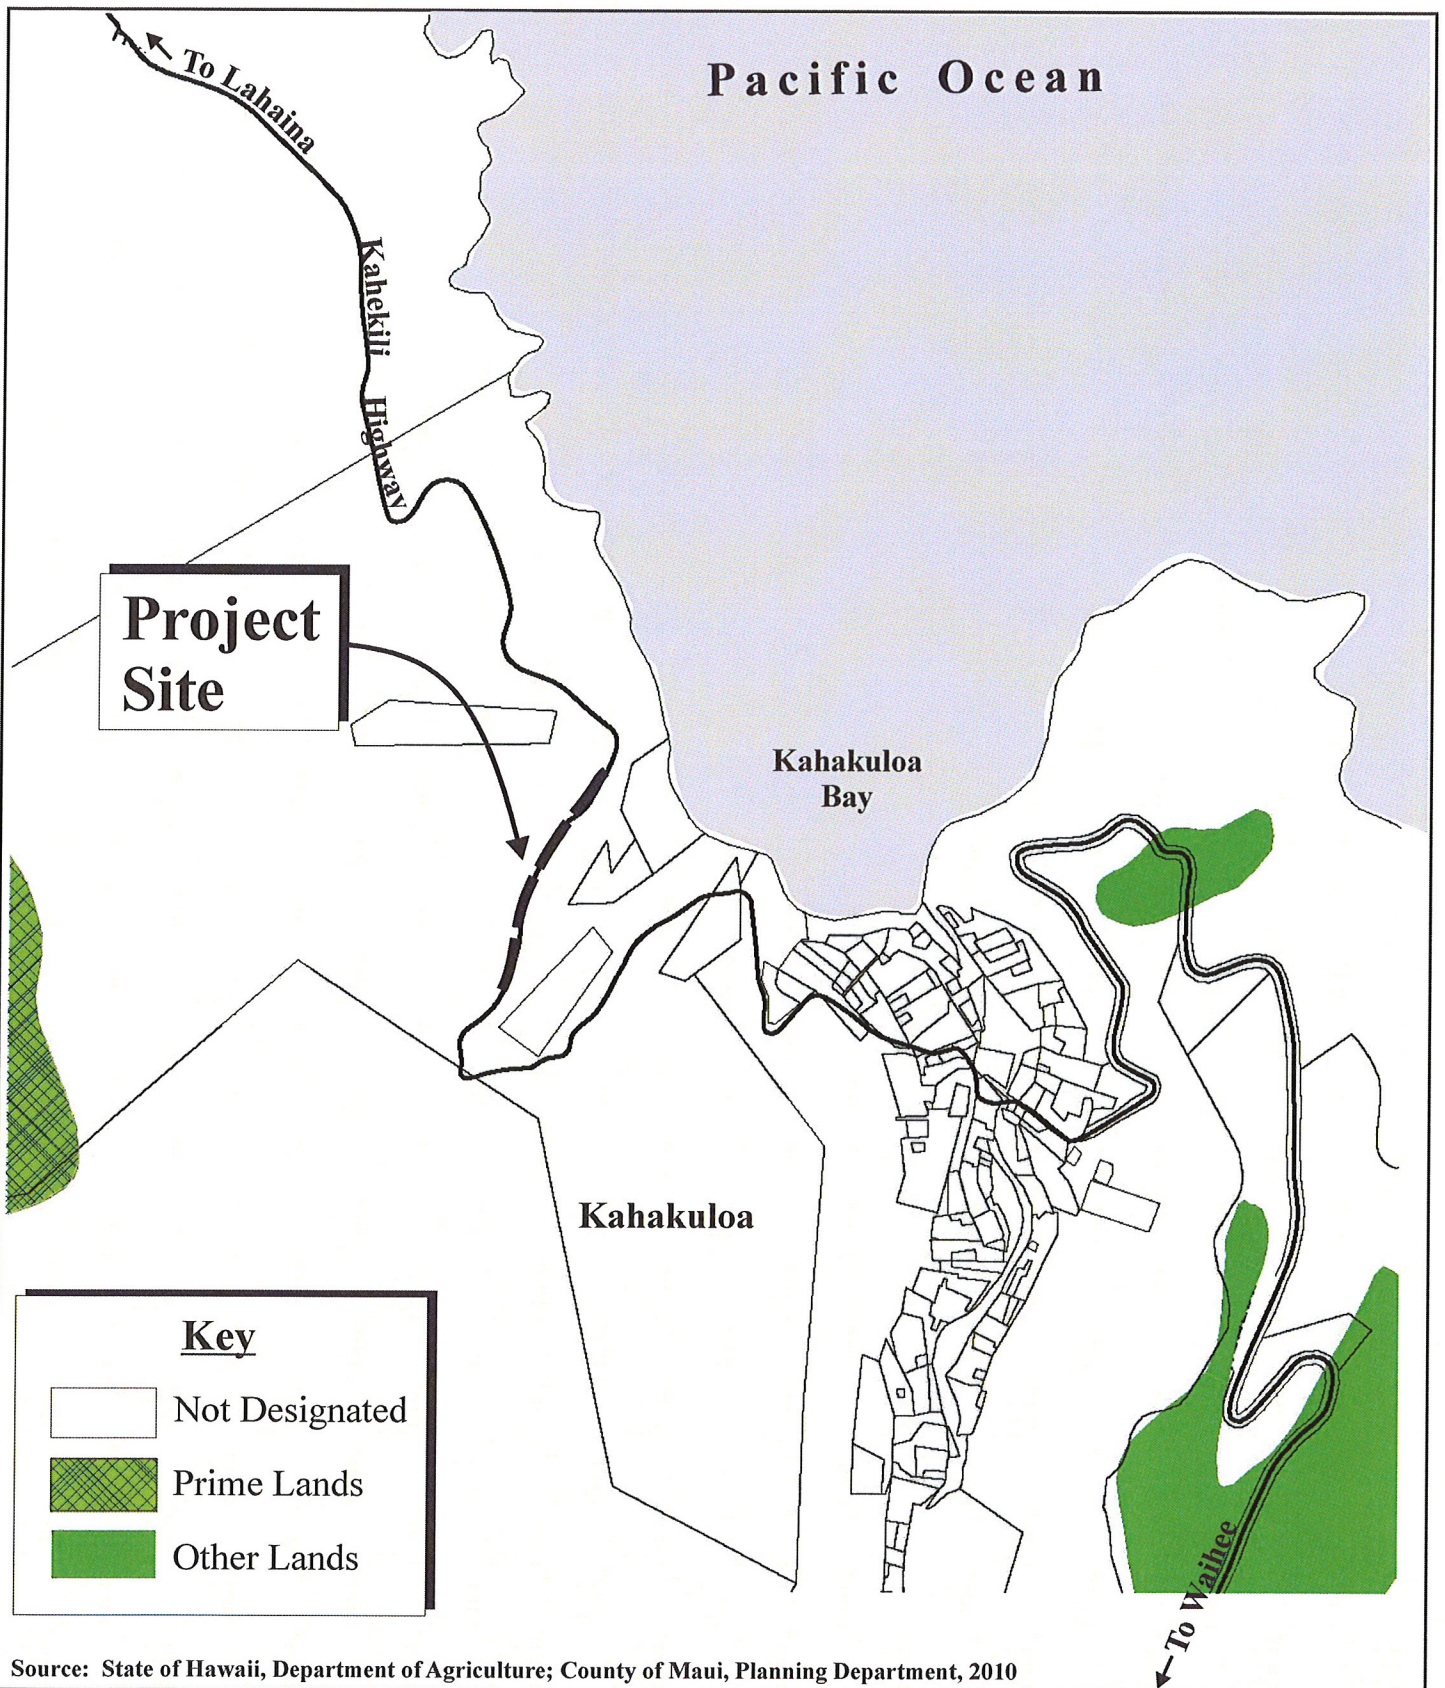 To Lahaina
Pacific Ocean
Kahekili Highway
Project
Site
Kahakuloa
Bay
Kahakuloa
Key
Not Designated
Prime Lands
Other Lands
To Waihee
Source: State of Hawaii, Department of Agriculture; County of Maui, Planning Department, 2010